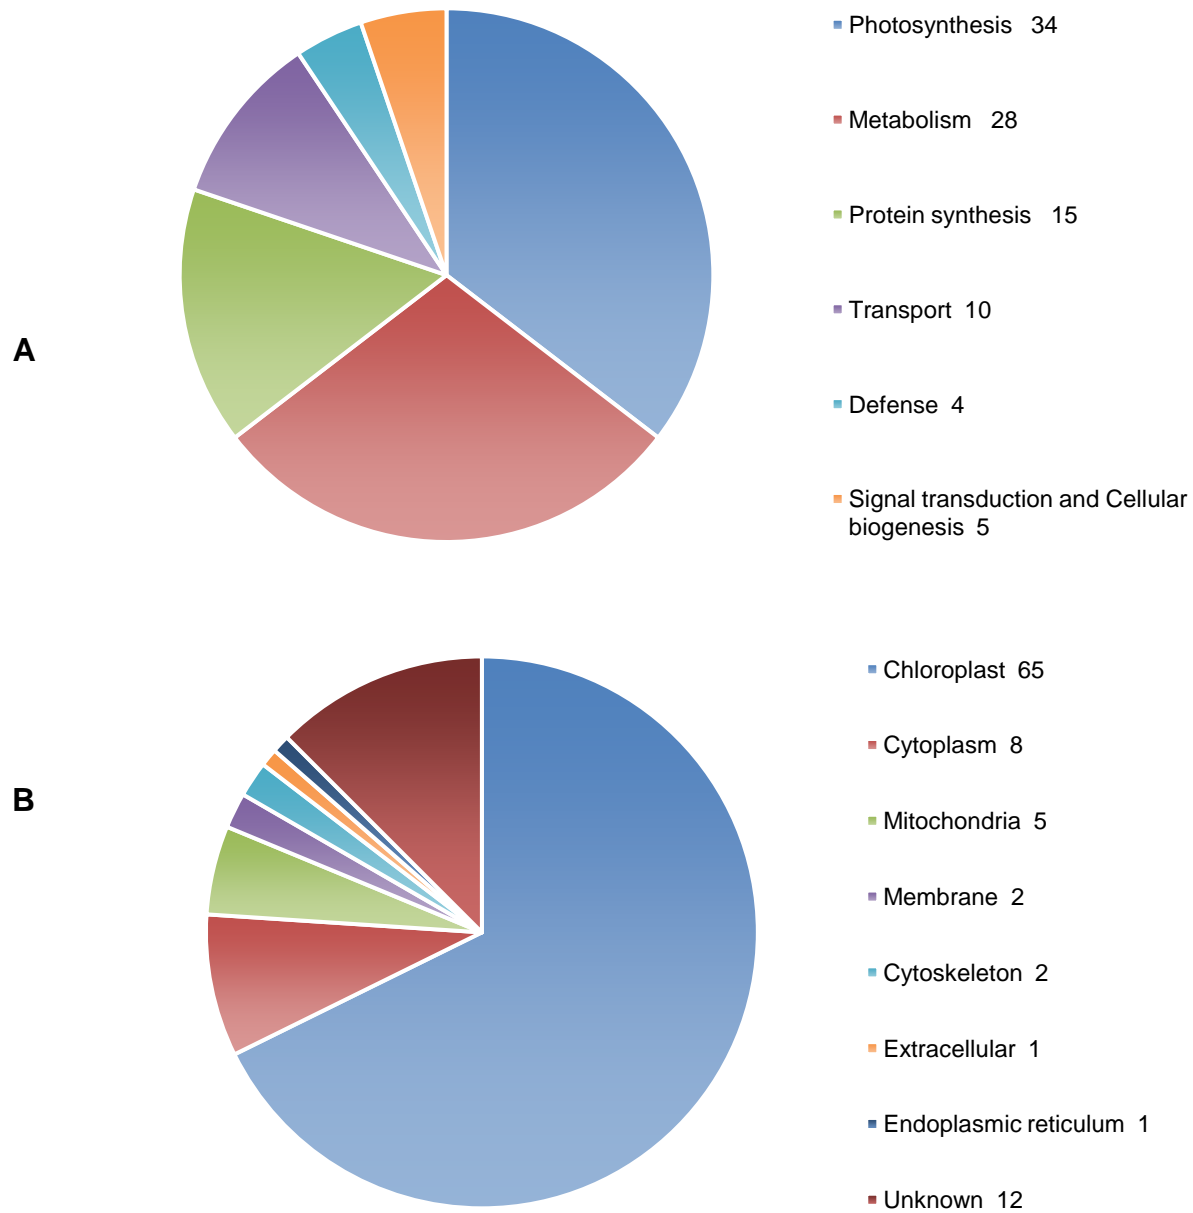 Photosynthesis 34
Metabolism 28
Protein synthesis 15
Transport 10
A
Defense 4
Signal transduction and Cellular
biogenesis 5
Chloroplast 65
Cytoplasm 8
B
Mitochondria 5
Membrane 2
Cytoskeleton 2
Extracellular 1
Endoplasmic reticulum 1
Unknown 12